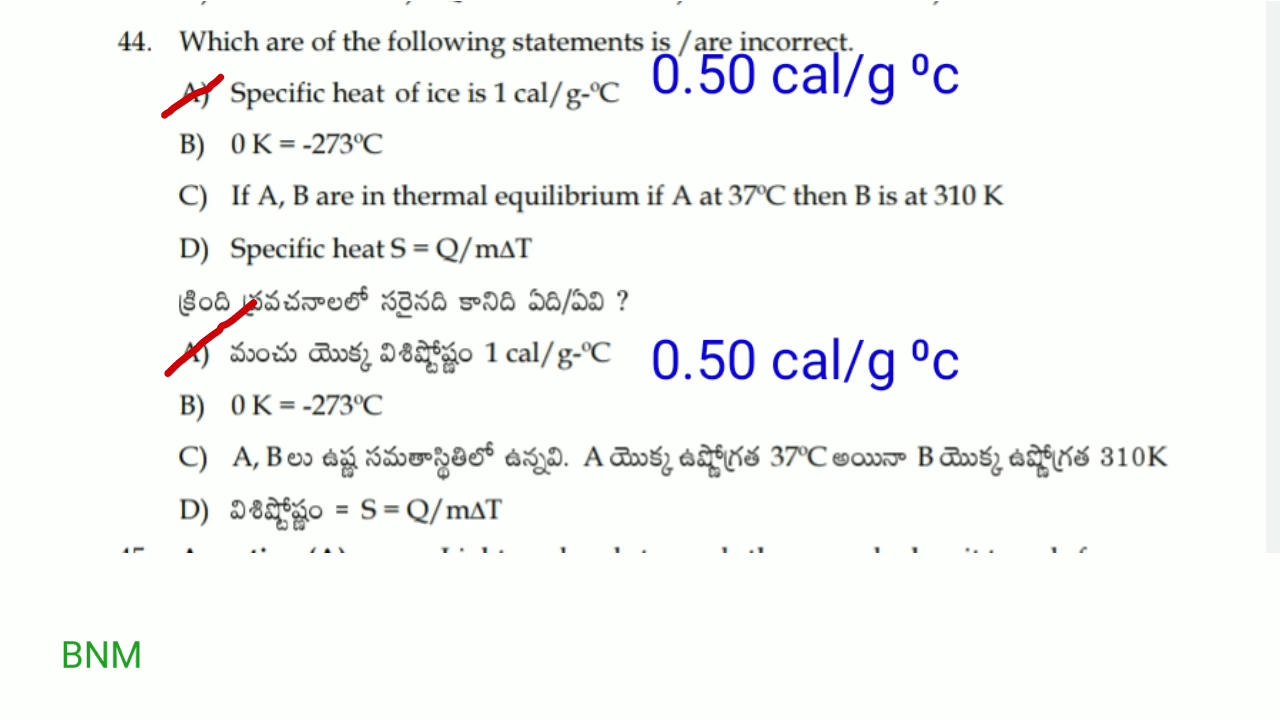 44. Which are of the following statements is /are incorrect.
A) Specific heat of ice is 1 cal/g-ºC 0.50 cal/g ºc
B) 0 K = -273ºC
C) If A, B are in thermal equilibrium if A at 37ºC then B is at 310 K
D) Specific heat S = Q/m∆T
క్రింది ప్రవచనాలలో సరైనది కానిది ఏది/ఏవి ?
A) మంచు యొక్క విశిష్టోష్ణం 1 cal/g-ºC 0.50 cal/g ºc
B) 0 K = -273ºC
C) A, B లు ఉష్ణ సమతాస్థితిలో ఉన్నవి. A యొక్క ఉష్ణోగ్రత 37ºC అయినా B యొక్క ఉష్ణోగ్రత 310K
D) విశిష్టోష్ణం = S = Q/m∆T
BNM